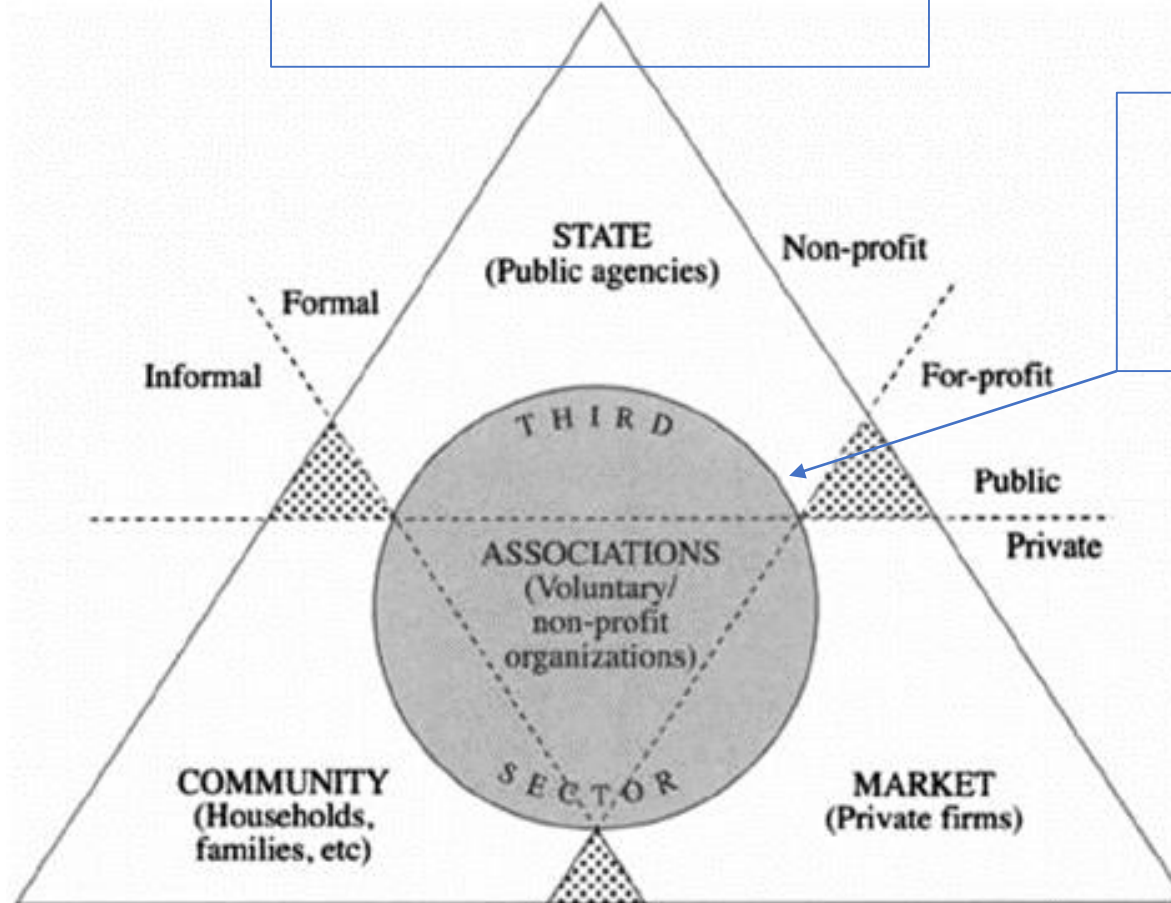 STATE
(Public agencies)
Non-profit
Formal
Informal
For-profit
THIRD
Public
Private
ASSOCIATIONS
(Voluntary/
non-profit
organizations)
SECTOR
COMMUNITY
(Households,
families, etc)
MARKET
(Private firms)